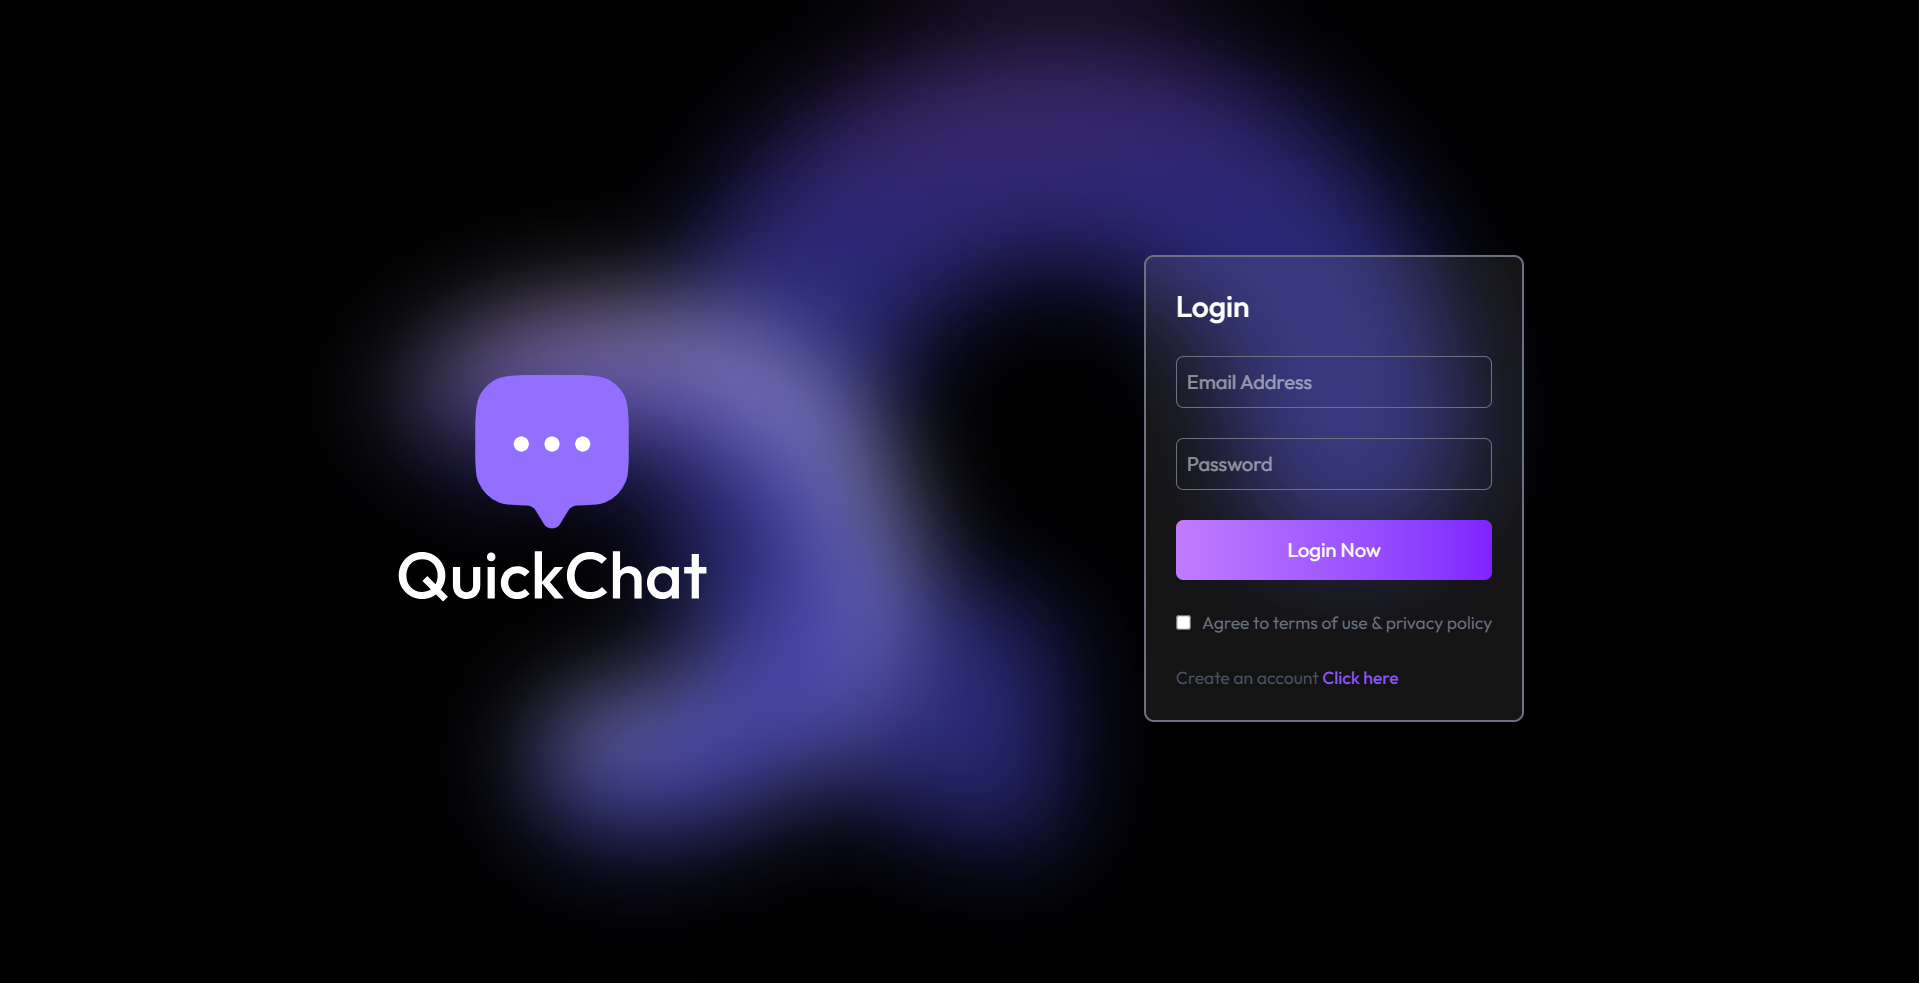 QuickChat
Login
Email Address
Password
Login Now
Agree to terms of use & privacy policy
Create an account Click here